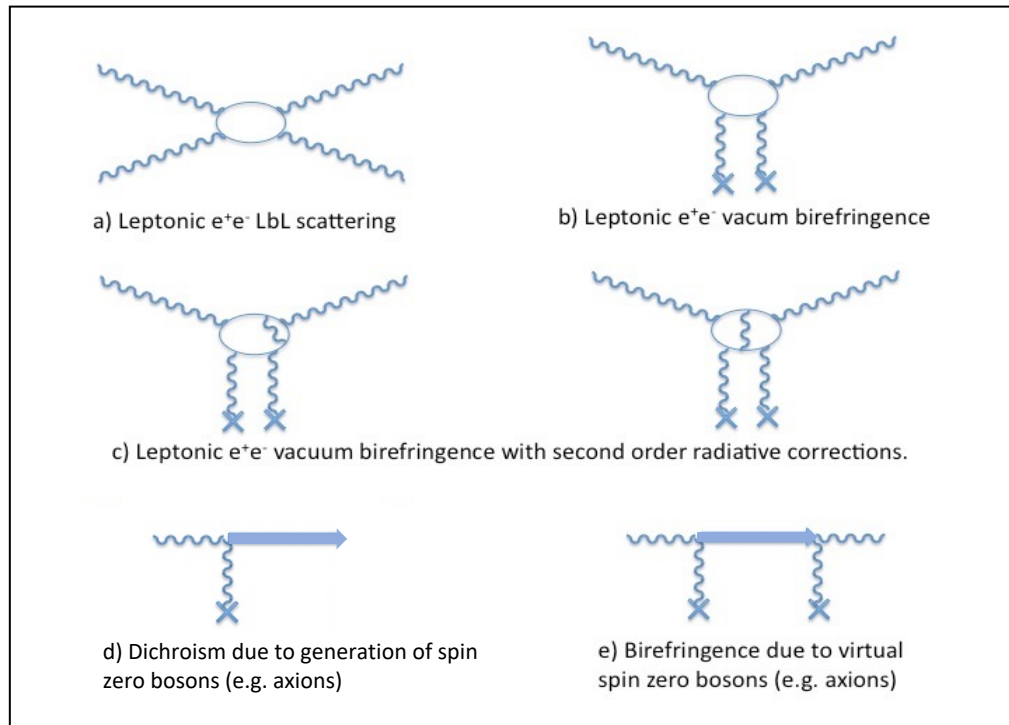 a) Leptonic e⁺e⁻ LbL scattering
b) Leptonic e⁺e⁻ vacum birefringence
c) Leptonic e⁺e⁻ vacuum birefringence with second order radiative corrections.
d) Dichroism due to generation of spin
zero bosons (e.g. axions)
e) Birefringence due to virtual
spin zero bosons (e.g. axions)